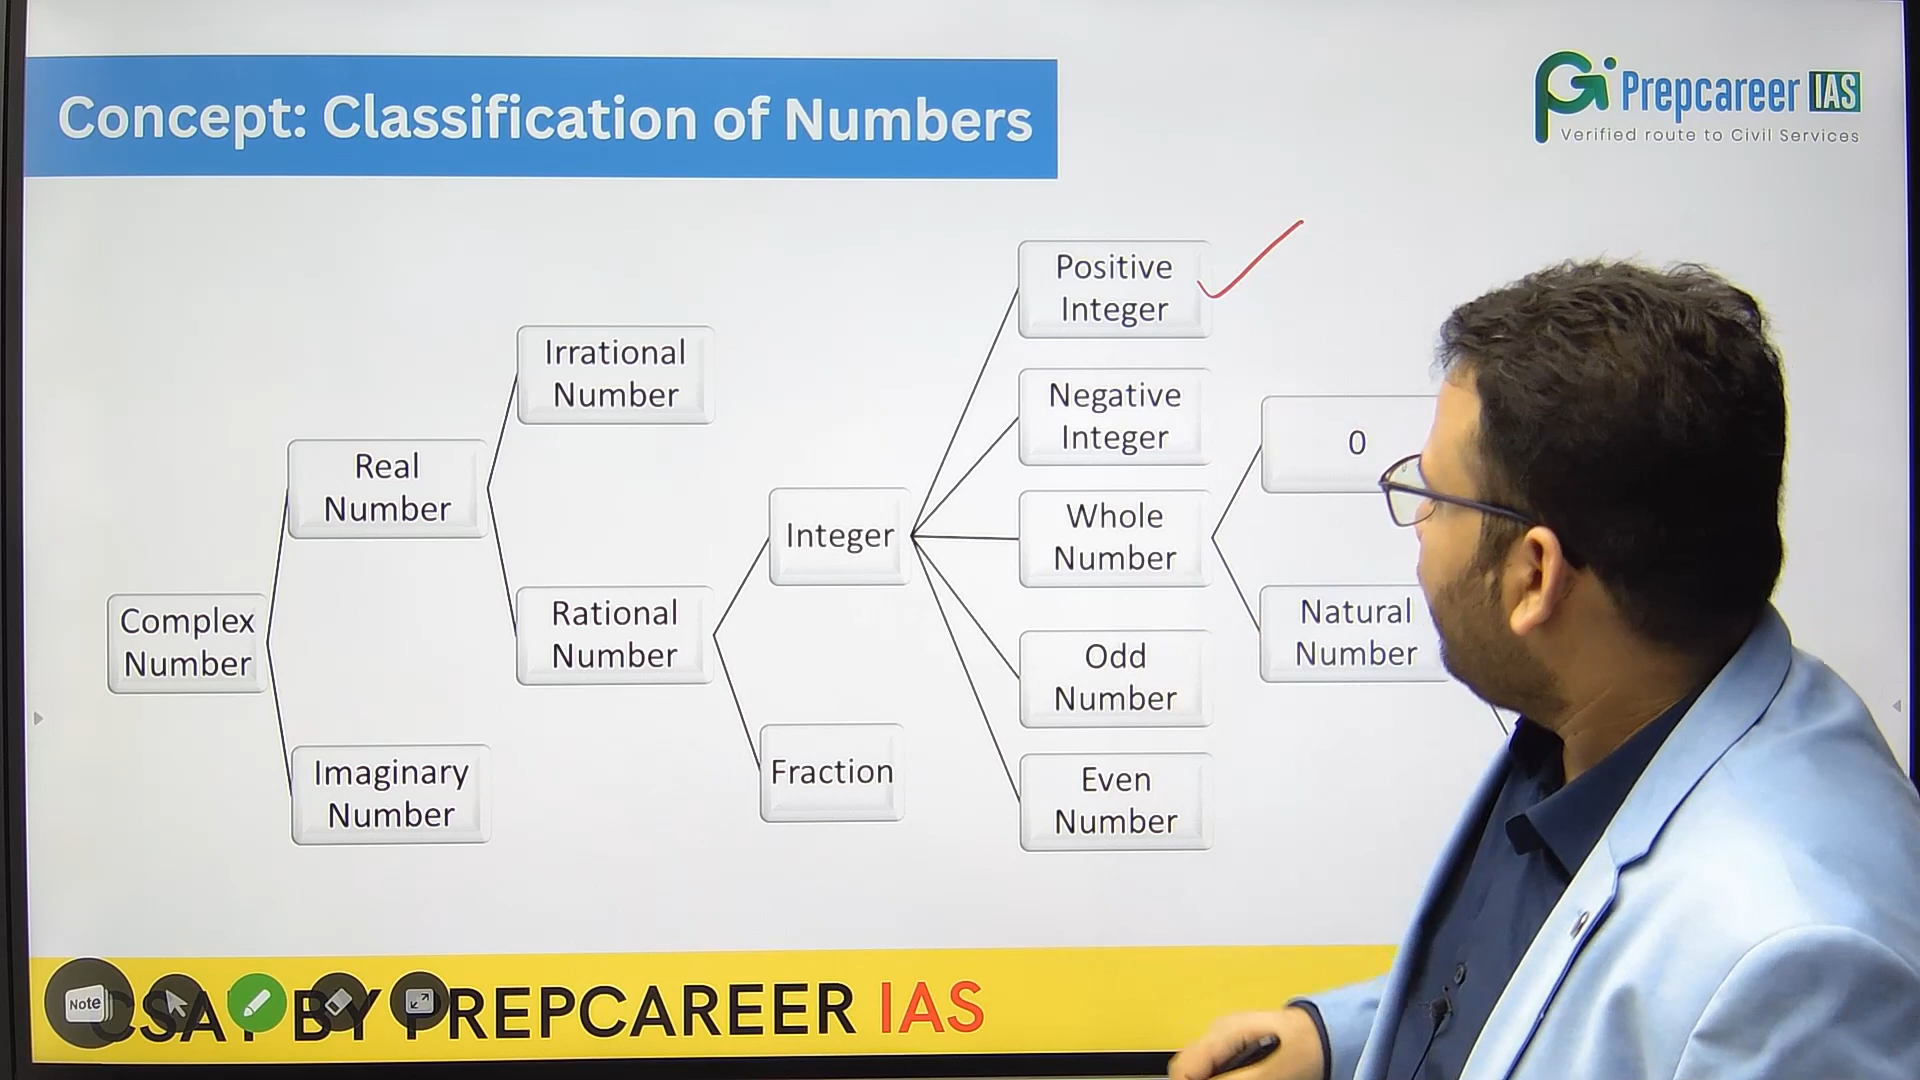 Concept: Classification of Numbers
Prepcareer IAS
Verified route to Civil Services
Complex
Number
Real
Number
Imaginary
Number
Irrational
Number
Rational
Number
Integer
Fraction
Positive
Integer
Negative
Integer
Whole
Number
Odd
Number
Even
Number
0
Natural
Number
Note
CSAT BY PREPCAREER IAS